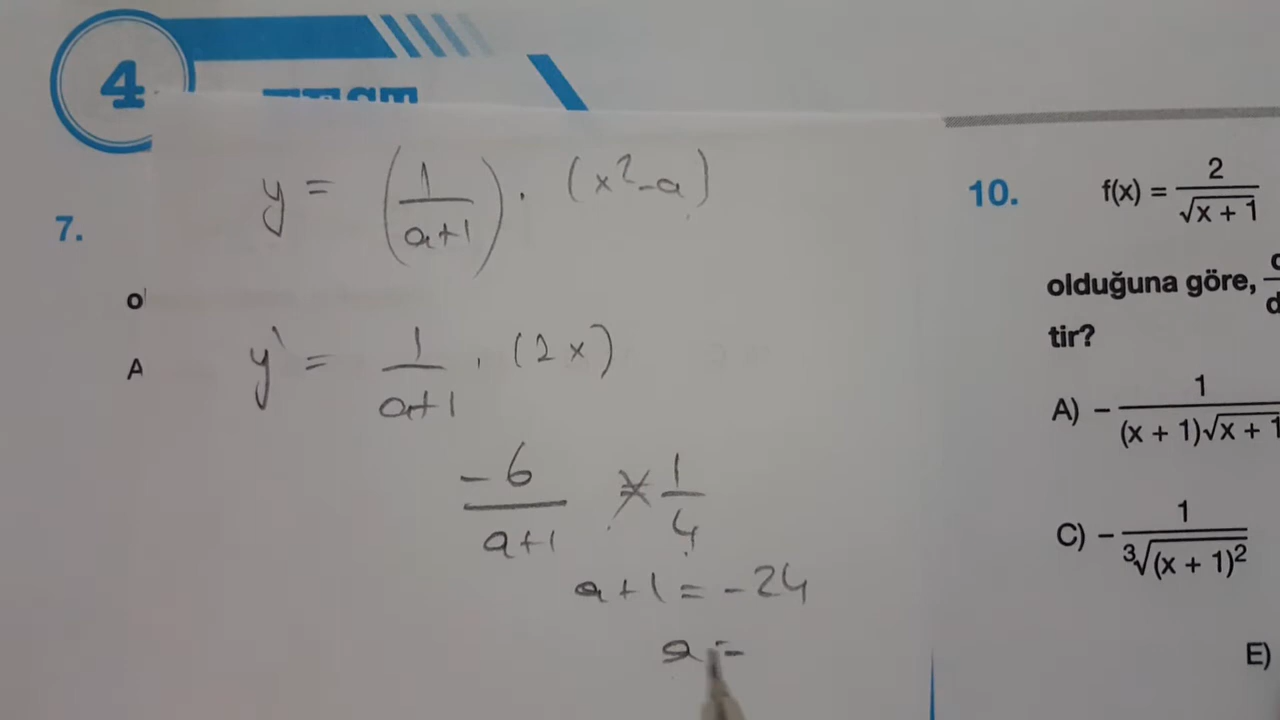 4
7.
y = (1/(a+1)) · (x² - a)
o
A
y' = 1/(a+1) · (2x)
-6/(a+1) 1/4
a+1 = -24
a =
10.
f(x) = 2/√(x + 1)
olduğuna göre,
tir?
A) - 1/((x + 1)√(x + 1
C) - 1/∛((x + 1)²)
E)